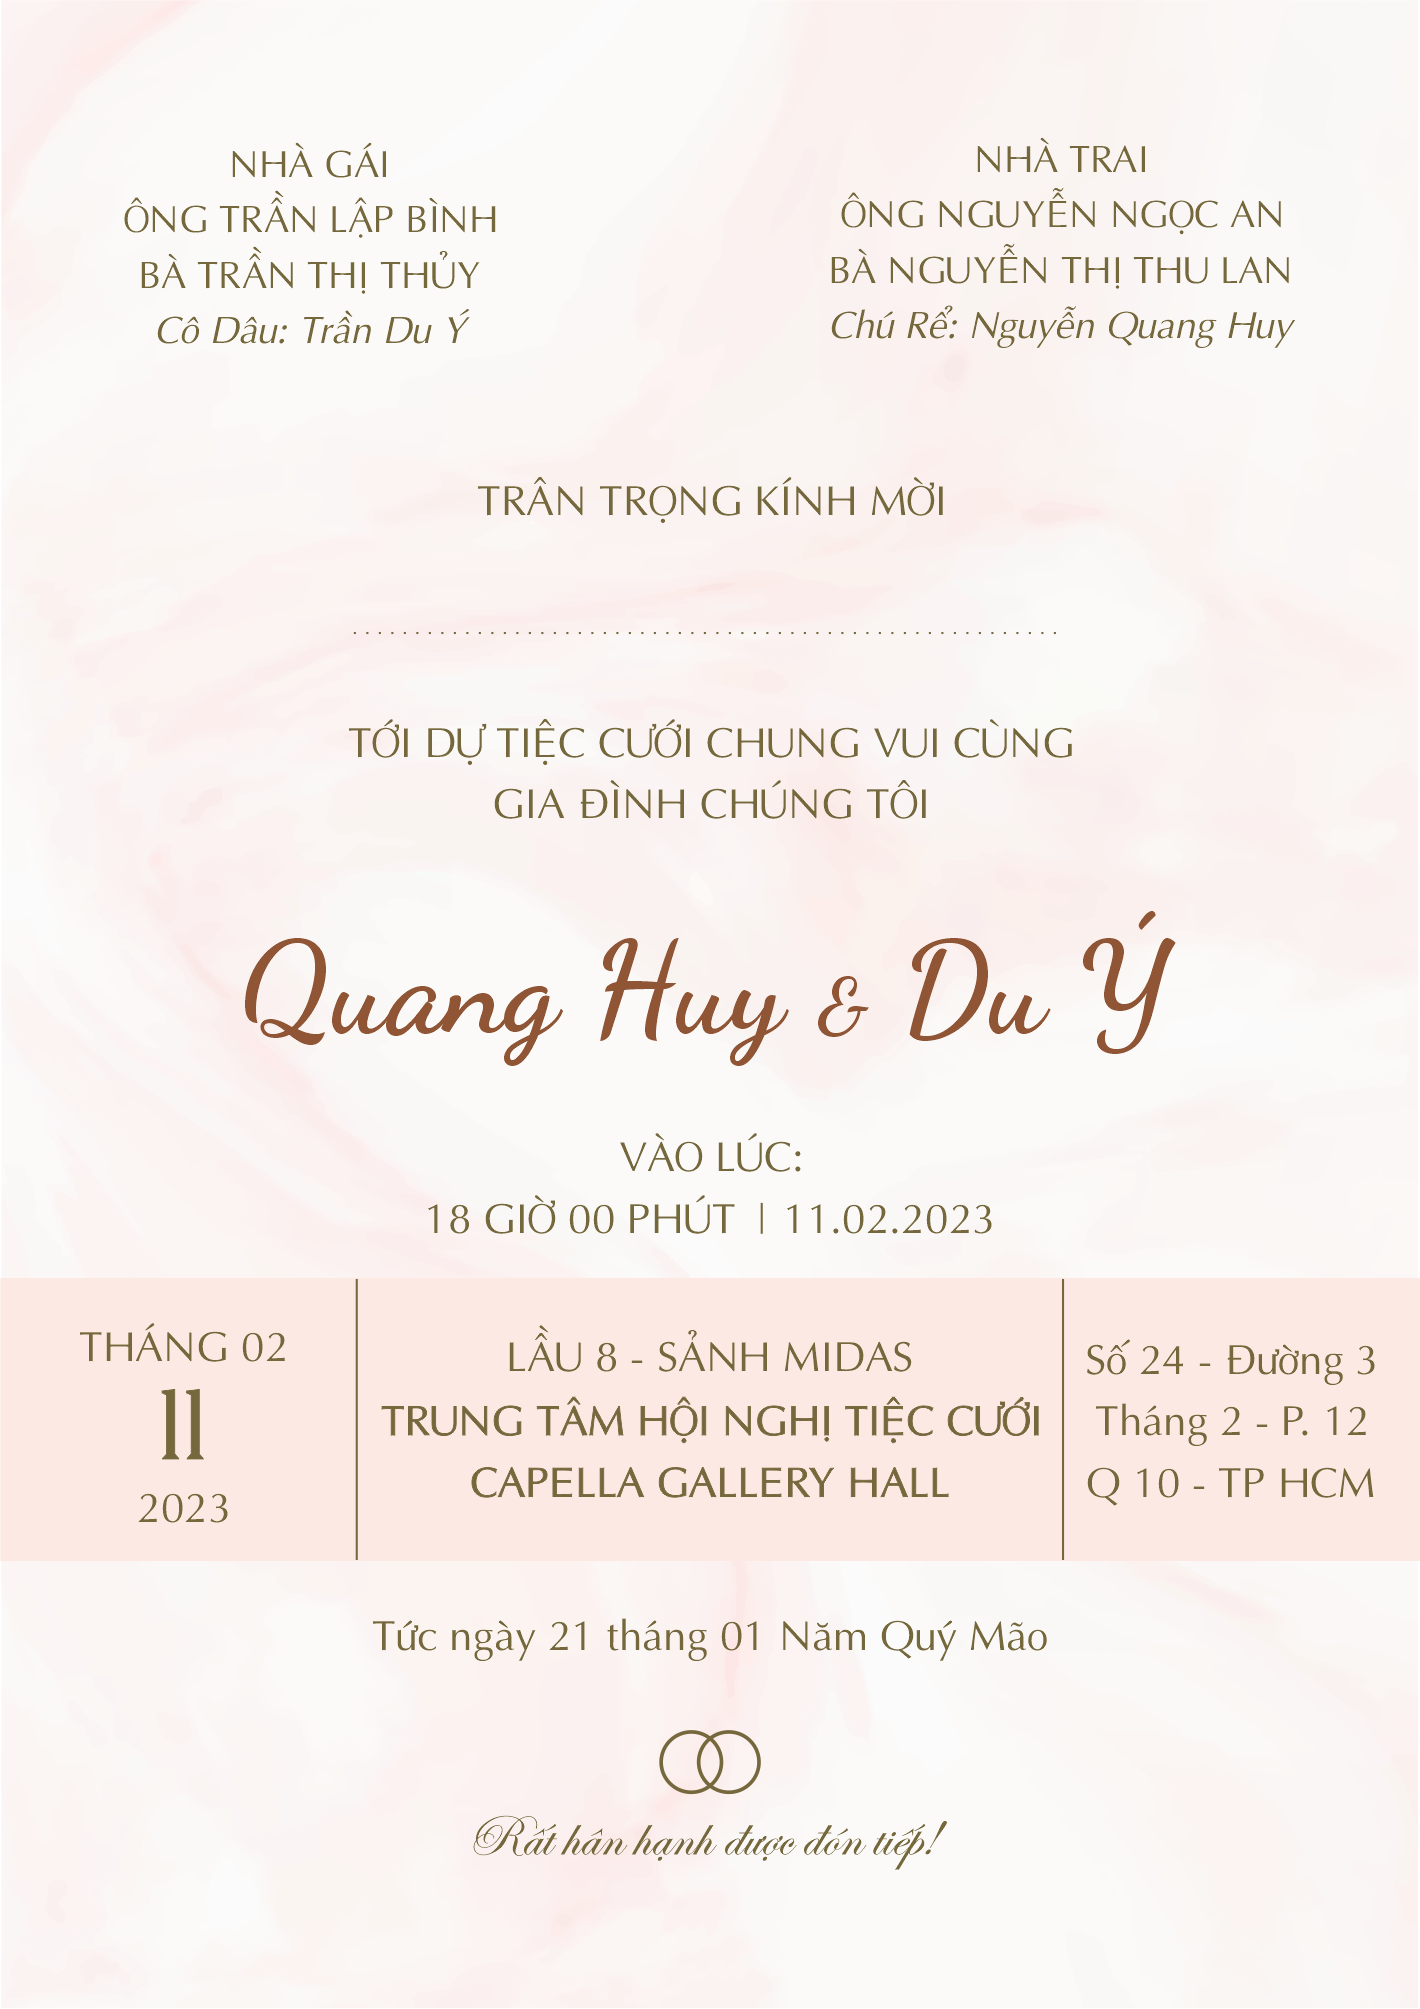 NHÀ GÁI
ÔNG TRẦN LẬP BÌNH
BÀ TRẦN THỊ THỦY
Cô Dâu: Trần Du Ý
NHÀ TRAI
ÔNG NGUYỄN NGỌC AN
BÀ NGUYỄN THỊ THU LAN
Chú Rể: Nguyễn Quang Huy
TRÂN TRỌNG KÍNH MỜI
..........................................................
TỚI DỰ TIỆC CƯỚI CHUNG VUI CÙNG
GIA ĐÌNH CHÚNG TÔI
Quang Huy & Du Ý
VÀO LÚC:
18 GIỜ 00 PHÚT | 11.02.2023
THÁNG 02
11
2023
LẦU 8 - SẢNH MIDAS
TRUNG TÂM HỘI NGHỊ TIỆC CƯỚI
CAPELLA GALLERY HALL
Số 24 - Đường 3
Tháng 2 - P. 12
Q 10 - TP HCM
Tức ngày 21 tháng 01 Năm Quý Mão
Rất hân hạnh được đón tiếp!